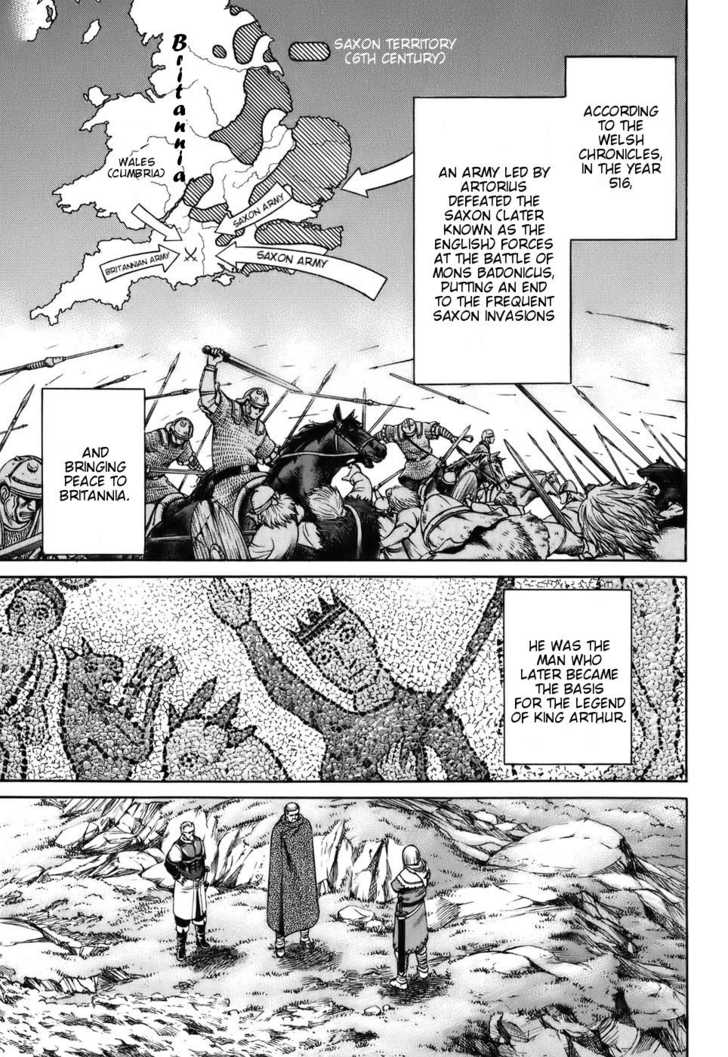 ACCORDING
TO THE
WELSH
CHRONICLES,
IN THE YEAR
516,
AN ARMY LED BY
ARTORIUS
DEFEATED THE
SAXON (LATER
KNOWN AS THE
ENGLISH) FORCES
AT THE BATTLE OF
MONS BADONICUS,
PUTTING AN END
TO THE FREQUENT
SAXON INVASIONS
SAXON TERRITORY
(6TH CENTURY)
Britannia
WALES
(CUMBRIA)
SAXON ARMY
BRITANNIAN ARMY
SAXON ARMY
AND
BRINGING
PEACE TO
BRITANNIA.
HE WAS THE
MAN WHO
LATER BECAME
THE BASIS
FOR THE LEGEND
OF KING ARTHUR.